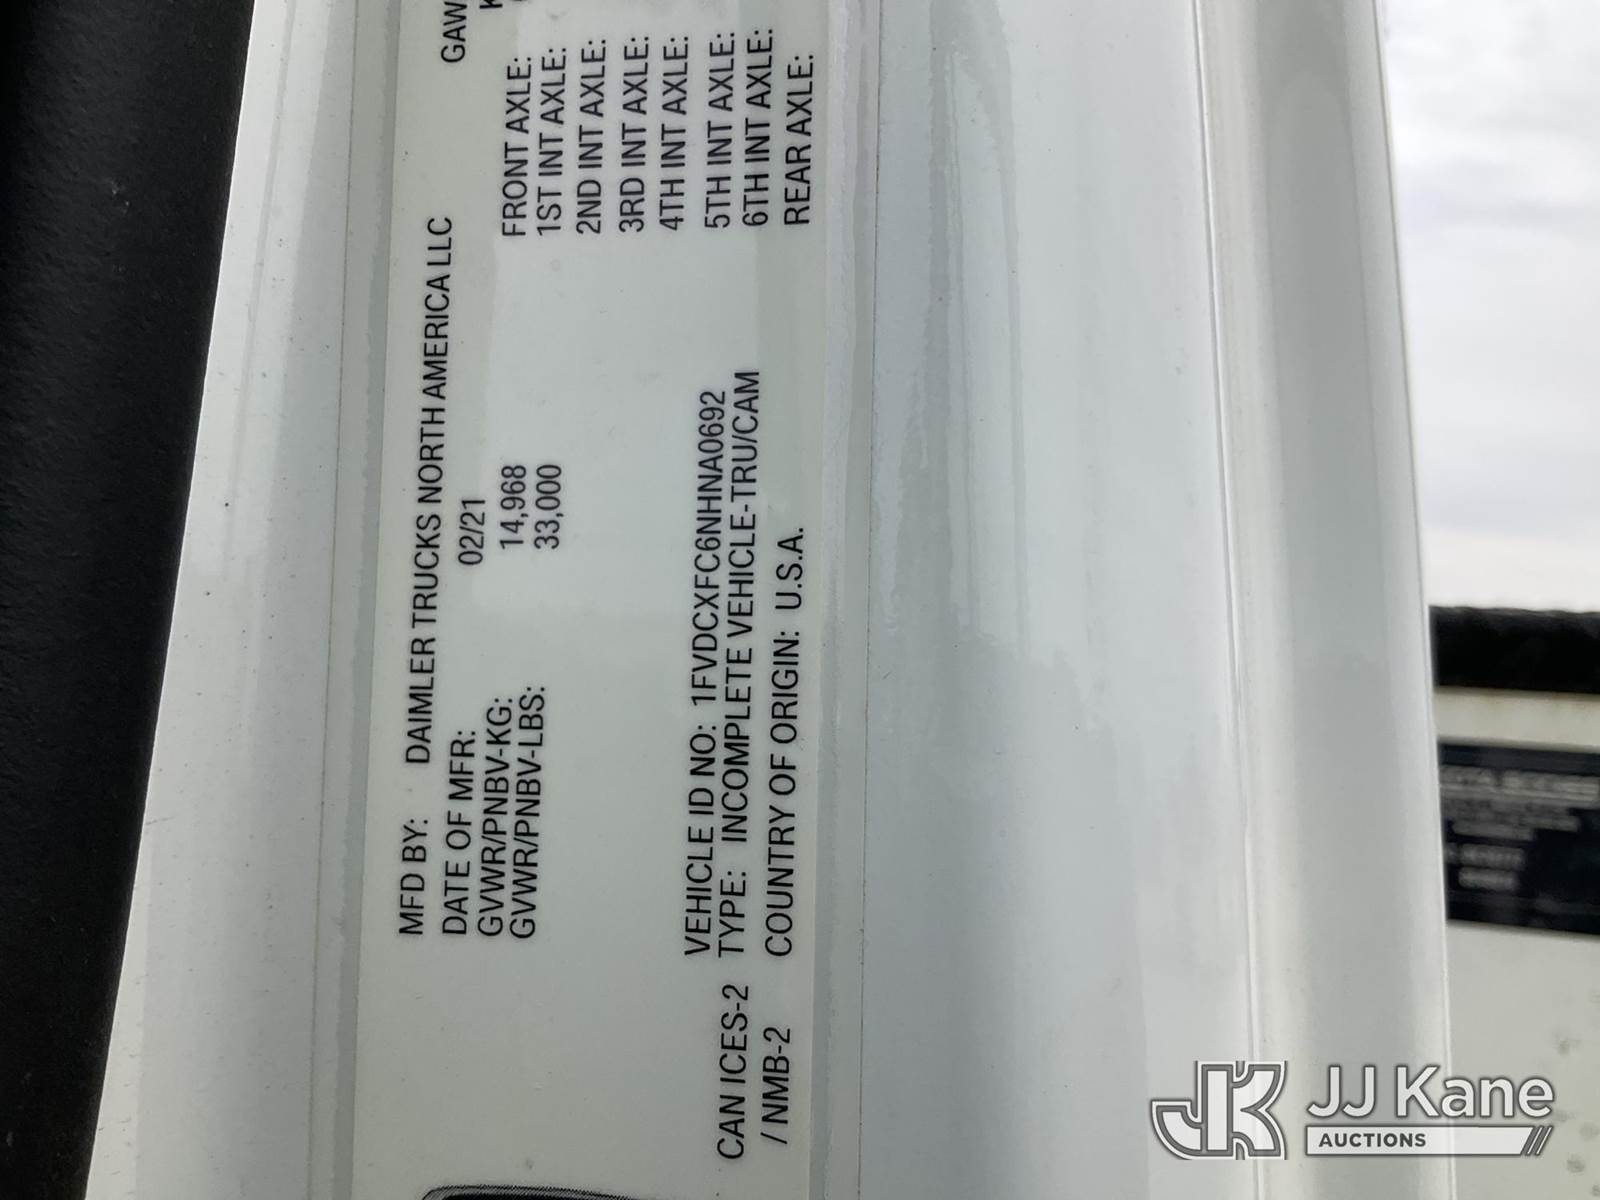 MFD BY: DAIMLER TRUCKS NORTH AMERICA LLC
DATE OF MFR: 02/21
GVWR/PNBV-KG: 14,968
GVWR/PNBV-LBS: 33,000
GAW
FRONT AXLE:
1ST INT AXLE:
2ND INT AXLE:
3RD INT AXLE:
4TH INT AXLE:
5TH INT AXLE:
6TH INT AXLE:
REAR AXLE:
VEHICLE ID NO: 1FVDCXFC6NHNA0692
CAN ICES-2 TYPE: INCOMPLETE VEHICLE-TRU/CAM
/ NMB-2 COUNTRY OF ORIGIN: U.S.A.
JK JJ Kane
AUCTIONS